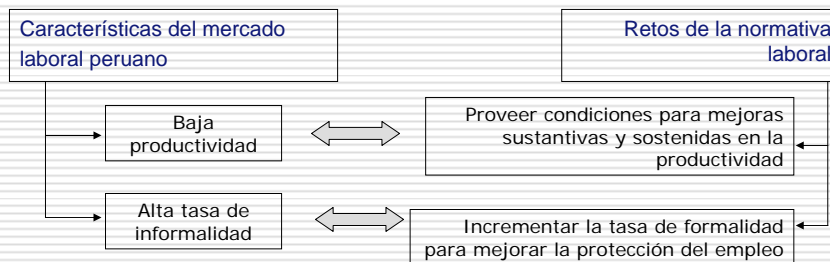 Características del mercado
laboral peruano
Retos de la normativa
laboral
Baja
productividad
Proveer condiciones para mejoras
sustantivas y sostenidas en la
productividad
Alta tasa de
informalidad
Incrementar la tasa de formalidad
para mejorar la protección del empleo